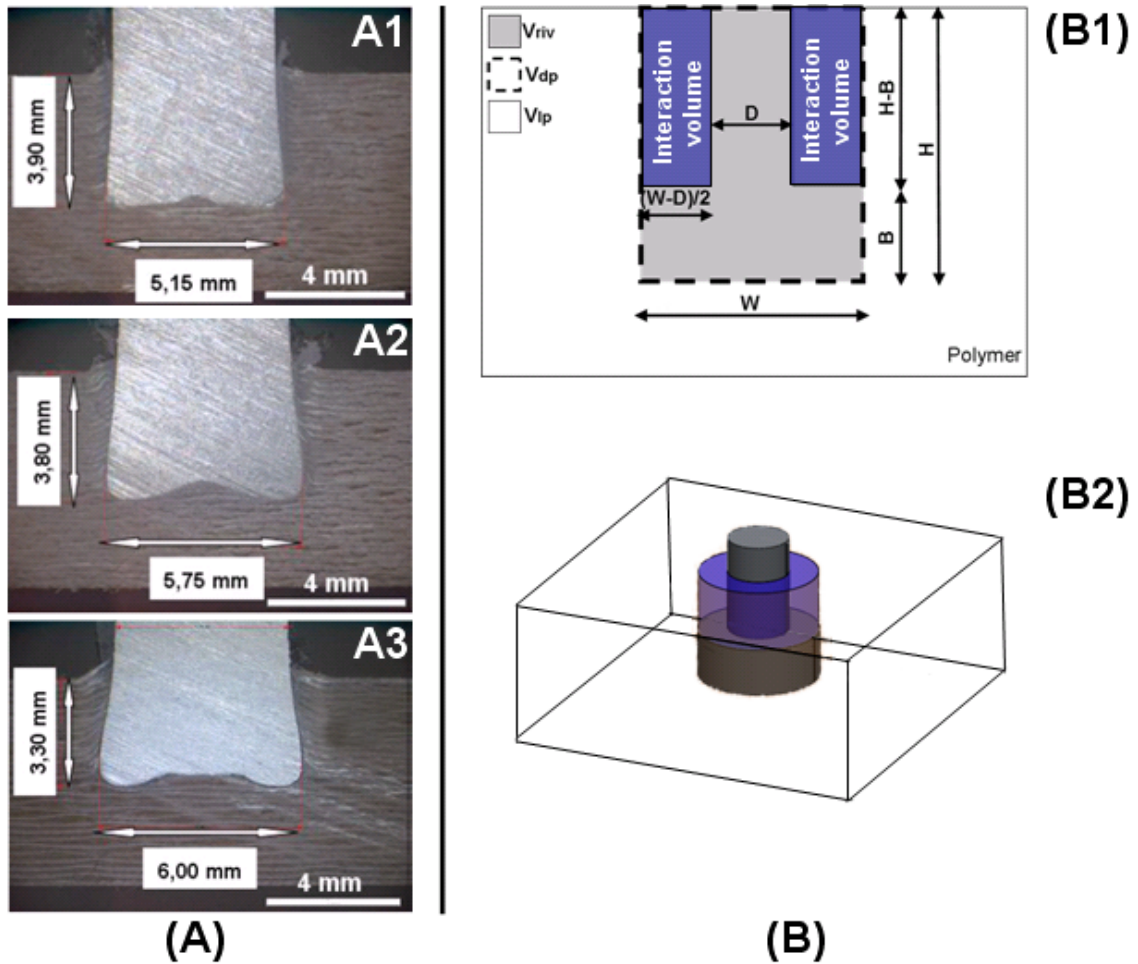 A1
3,90 mm
5,15 mm
4 mm
A2
3,80 mm
5,75 mm
4 mm
A3
3,30 mm
6,00 mm
4 mm
(A)
(B1)
Vriv
Vdp
Vlp
Interaction
volume
Interaction
volume
D
H-B
H
(W-D)/2
B
W
Polymer
(B2)
(B)